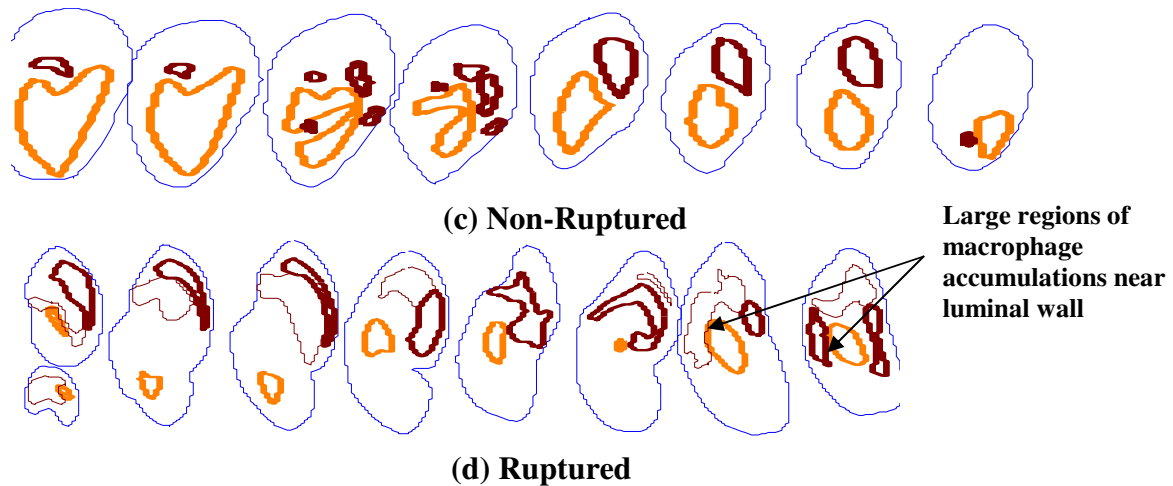 (c) Non-Ruptured
Large regions of
macrophage
accumulations near
luminal wall
(d) Ruptured